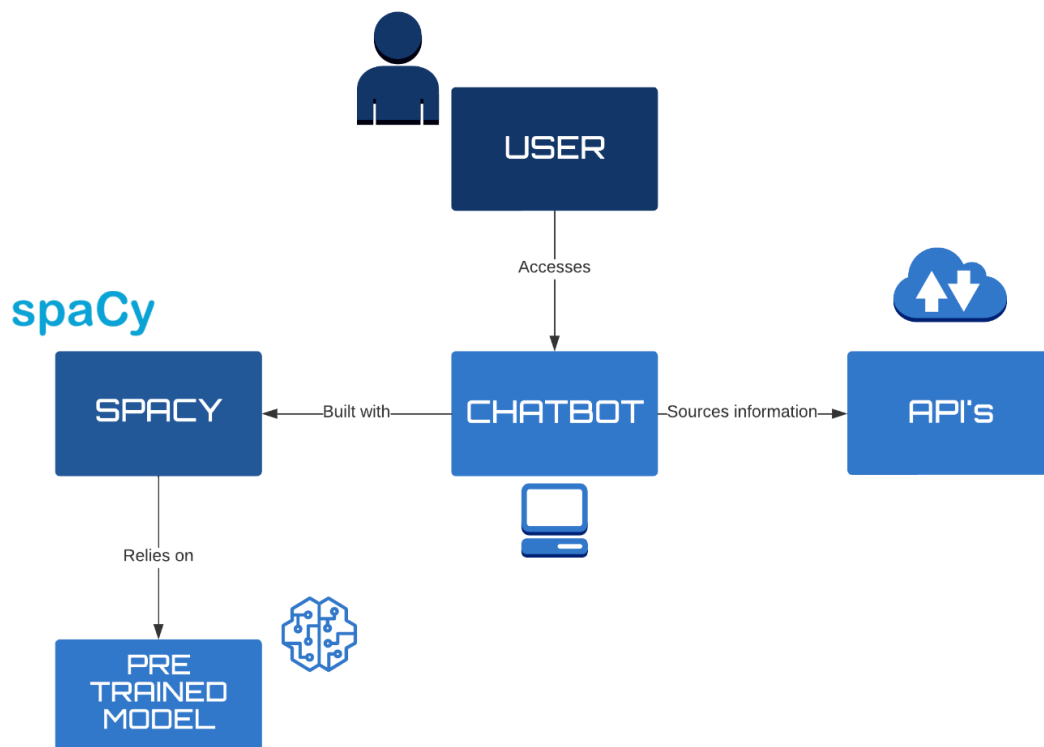 USER
Accesses
spaCy
SPACY
Built with
CHATBOT
Sources information
API's
Relies on
PRE
TRAINED
MODEL